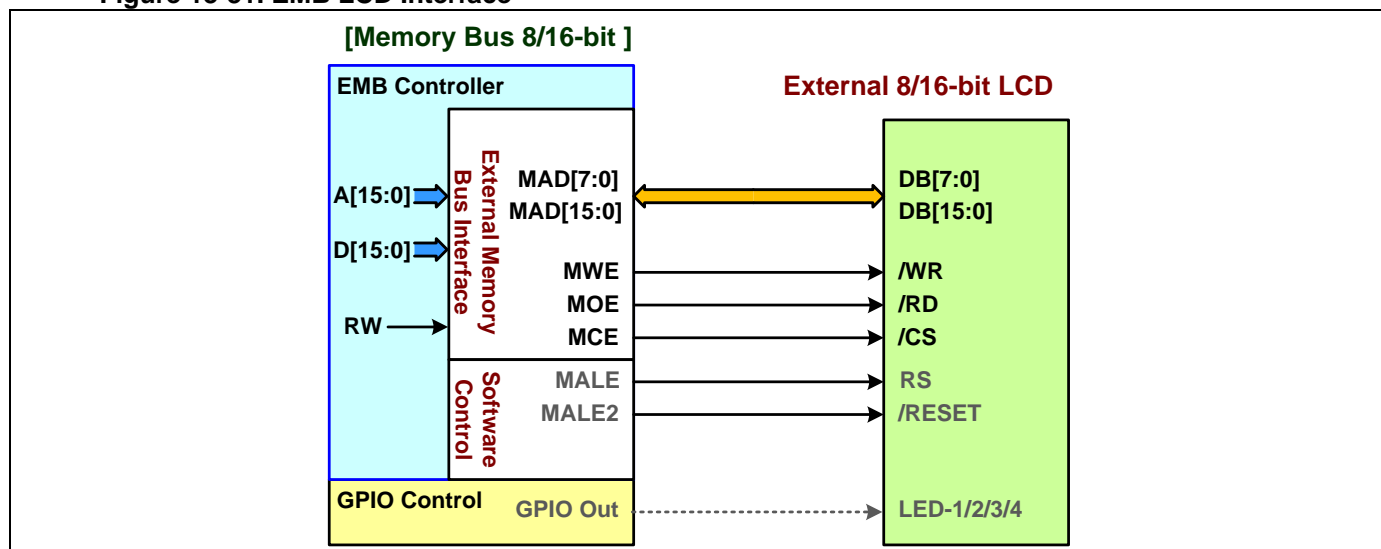 [Memory Bus 8/16-bit ]
EMB Controller
External 8/16-bit LCD
External Memory
Bus Interface
A[15:0]
D[15:0]
RW
MAD[7:0]
MAD[15:0]
DB[7:0]
DB[15:0]
MWE
/WR
MOE
/RD
MCE
/CS
Software
Control
MALE
RS
MALE2
/RESET
GPIO Control
GPIO Out
LED-1/2/3/4